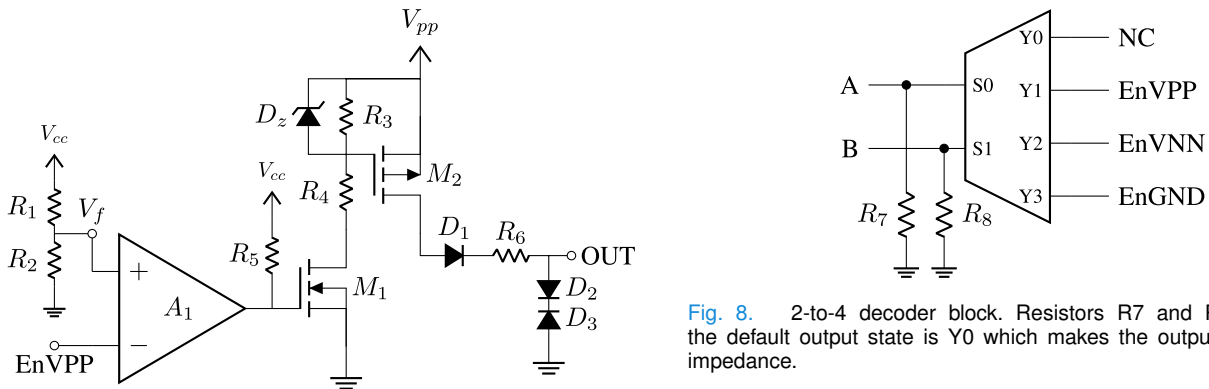 V_pp
D_z
R_3
V_cc
V_cc
R_4
M_2
R_1
V_f
R_2
R_5
D_1
R_6
OUT
+
A_1
M_1
D_2
D_3
−
EnVPP
Y0
NC
A
S0
Y1
EnVPP
B
S1
Y2
EnVNN
Y3
EnGND
R_7
R_8
Fig. 8. 2-to-4 decoder block. Resistors R7 and
the default output state is Y0 which makes the
impedance.